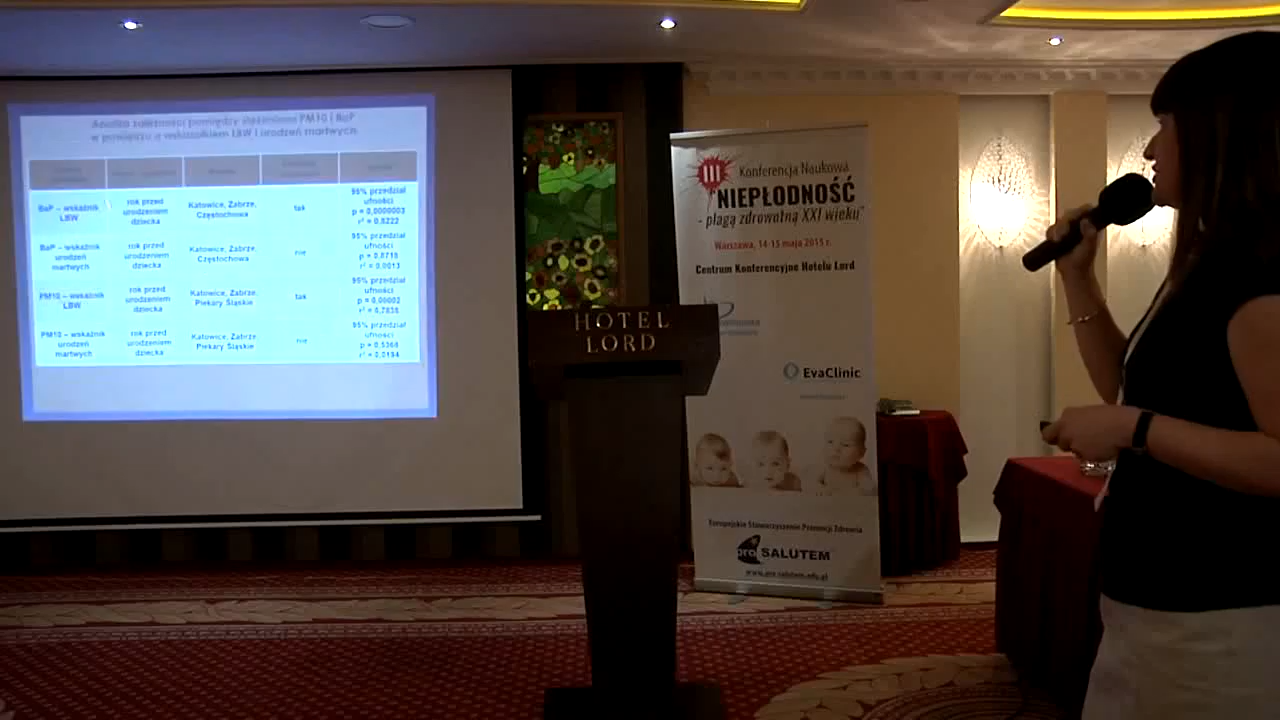 Analiza zależności pomiędzy stężeniem PM10 i BaP
w powietrzu a wskaźnikiem LBW i urodzeń martwych
BaP – wskaźnik
LBW
rok przed
urodzeniem
dziecka
Katowice, Zabrze,
Częstochowa
tak
95% przedział
ufności
p = 0,0000003
r² = 0,8222
BaP – wskaźnik
urodzeń
martwych
rok przed
urodzeniem
dziecka
Katowice, Zabrze,
Częstochowa
nie
95% przedział
ufności
r² = 0,0013
PM10 – wskaźnik
LBW
rok przed
urodzeniem
dziecka
Katowice, Zabrze,
Piekary Śląskie
tak
95% przedział
ufności
p = 0,00002
PM10 – wskaźnik
urodzeń
martwych
rok przed
urodzeniem
dziecka
Katowice, Zabrze,
Piekary Śląskie
nie
95% przedział
ufności
HOTEL
LORD
III Konferencja Naukowa
"NIEPŁODNOŚĆ
- plagą zdrowotną XXI wieku"
Warszawa, 14-15 maja 2015 r.
Centrum Konferencyjne Hotelu Lord
EvaClinic
Europejskie Stowarzyszenie Promocji Zdrowia
pro SALUTEM
www.pro-salutem.edu.pl